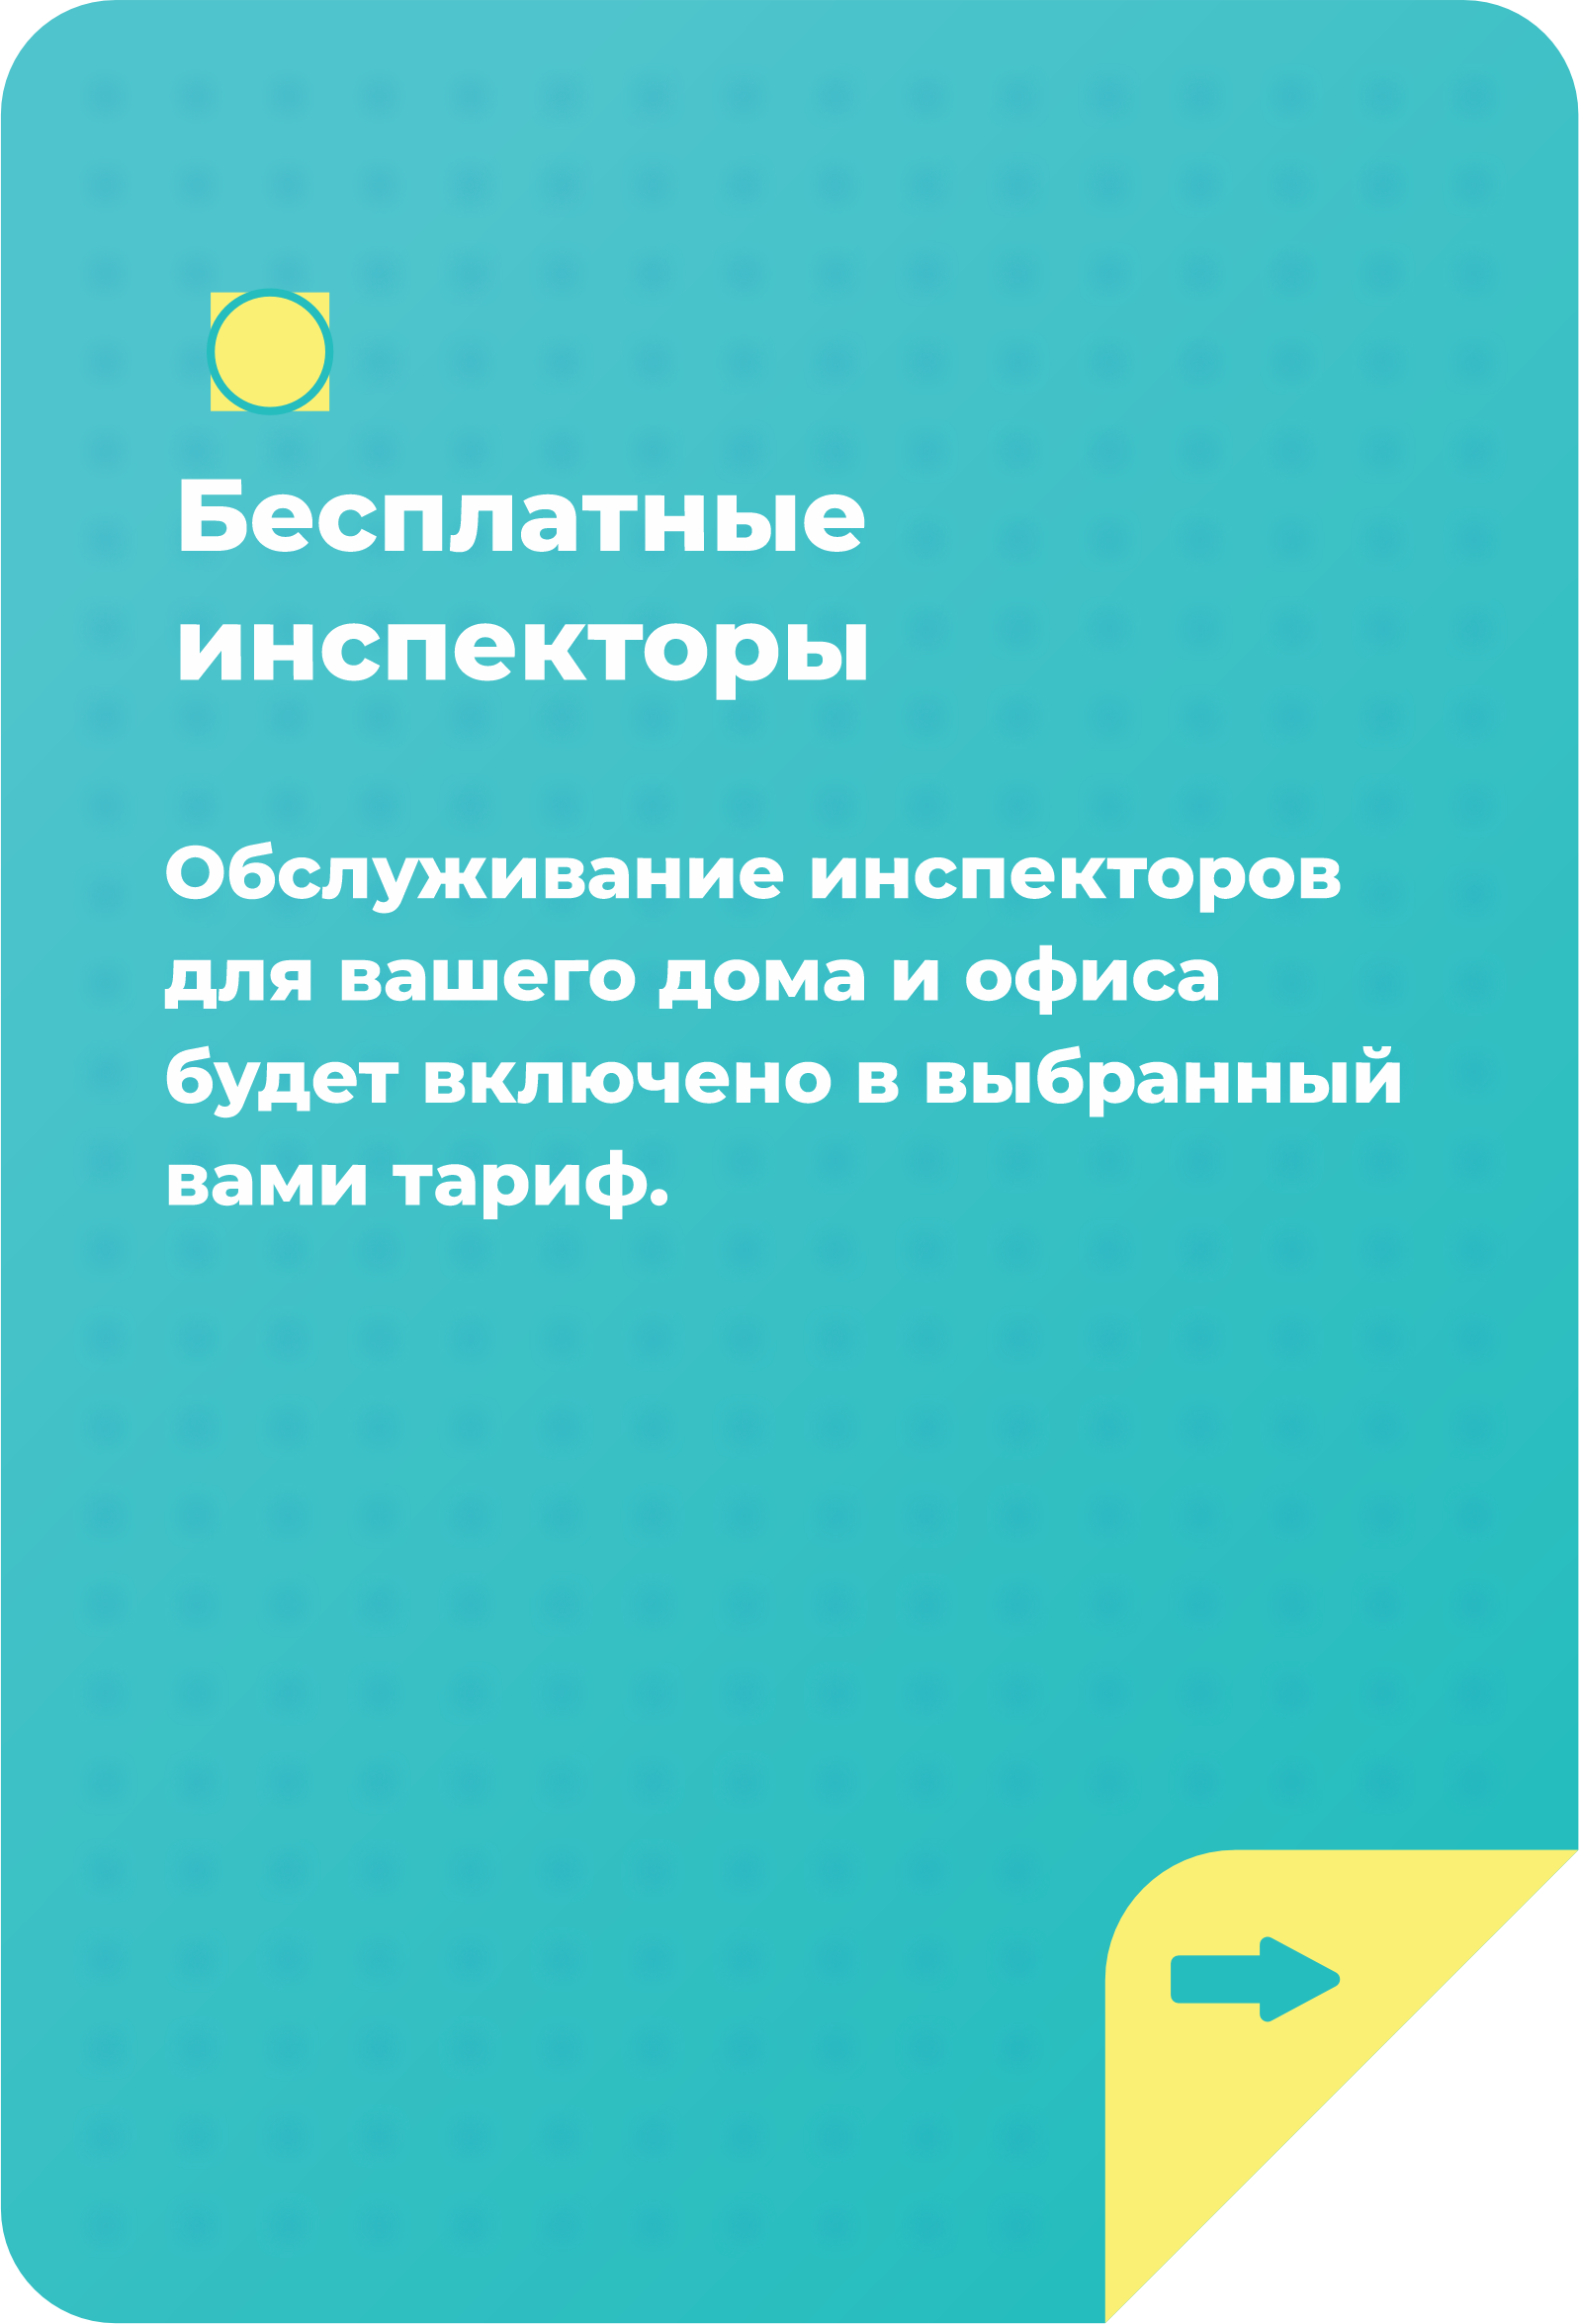 Бесплатные
инспекторы
Обслуживание инспекторов
для вашего дома и офиса
будет включено в выбранный
вами тариф.